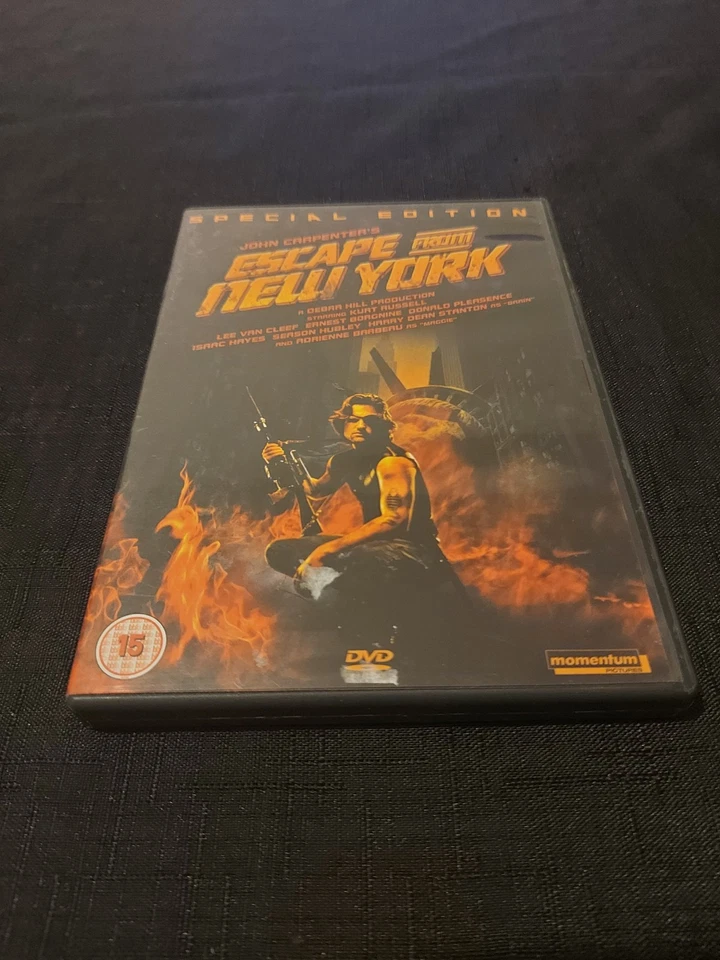 SPECIAL EDITION
JOHN CARPENTER'S
ESCAPE FROM
NEW YORK
A DEBRA HILL PRODUCTION
STARRING KURT RUSSELL
LEE VAN CLEEF ERNEST BORGNINE DONALD PLEASENCE
ISAAC HAYES SEASON HUBLEY HARRY DEAN STANTON AS "BRAIN"
AND ADRIENNE BARBEAU AS "MAGGIE"
15
DVD
momentum
PICTURES